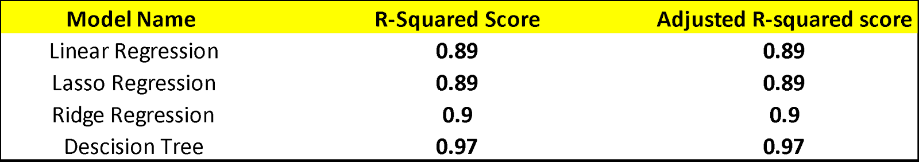 Model Name R-Squared Score Adjusted R-squared score
Linear Regression 0.89 0.89
Lasso Regression 0.89 0.89
Ridge Regression 0.9 0.9
Descision Tree 0.97 0.97